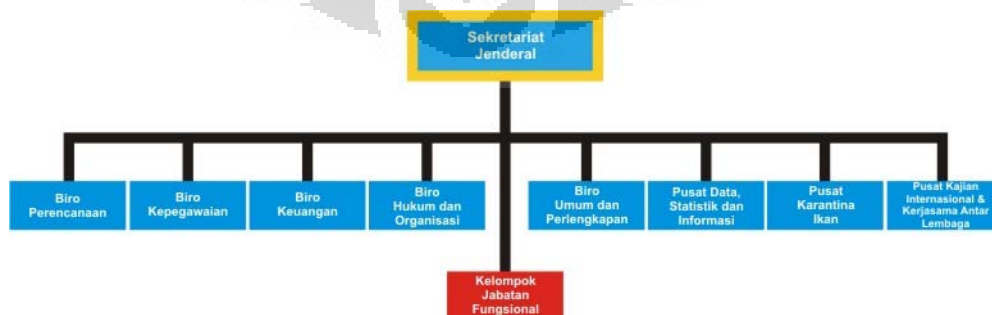 Sekretariat
Jenderal
Biro
Perencanaan
Biro
Kepegawaian
Biro
Keuangan
Biro
Hukum dan
Organisasi
Biro
Umum dan
Perlengkapan
Pusat Data,
Statistik dan
Informasi
Pusat
Karantina
Ikan
Pusat Kajian
Internasional &
Kerjasama Antar
Lembaga
Kelompok
Jabatan
Fungsional